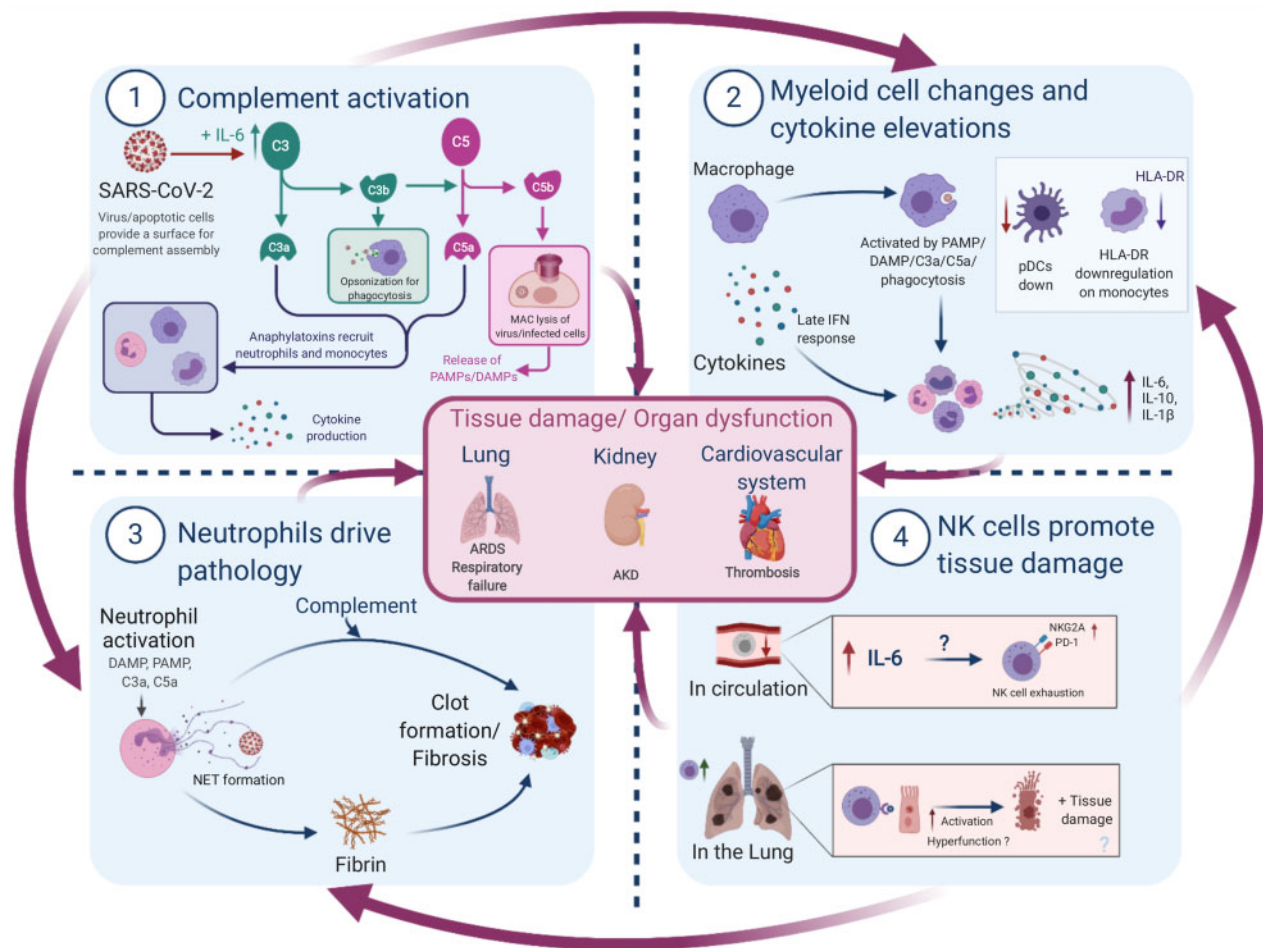 1
Complement activation
+ IL-6
C3
C5
SARS-CoV-2
C3b
C5b
Virus/apoptotic cells
provide a surface for
complement assembly
C3a
C5a
Opsonization for
phagocytosis
MAC lysis of
virus/infected cells
Anaphylatoxins recruit
neutrophils and monocytes
Release of
PAMPs/DAMPs
Cytokine
production
2
Myeloid cell changes and
cytokine elevations
Macrophage
HLA-DR
Activated by PAMP/
DAMP/C3a/C5a/
phagocytosis
pDCs
down
HLA-DR
downregulation
on monocytes
Late IFN
response
Cytokines
IL-6,
IL-10,
IL-1β
Tissue damage/ Organ dysfunction
Lung
Kidney
Cardiovascular
system
ARDS
Respiratory
failure
AKD
Thrombosis
3
Neutrophils drive
pathology
Complement
Neutrophil
activation
DAMP, PAMP,
C3a, C5a
Clot
formation/
Fibrosis
NET formation
Fibrin
4
NK cells promote
tissue damage
In circulation
IL-6
?
NKG2A
PD-1
NK cell exhaustion
In the Lung
Activation
Hyperfunction ?
+ Tissue
damage
?